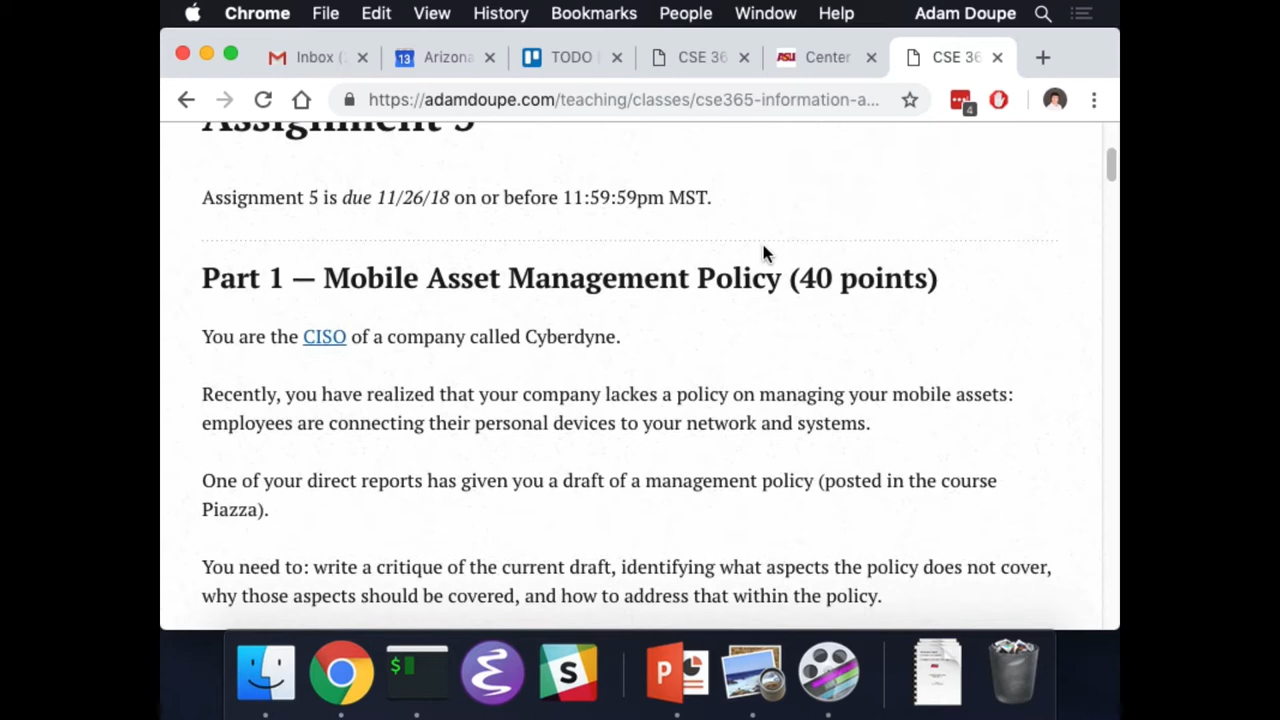 Chrome File Edit View History Bookmarks People Window Help Adam Doupe
Inbox (
13 Arizona
TODO
CSE 36
ASU Center
CSE 36
https://adamdoupe.com/teaching/classes/cse365-information-a...
4
Assignment 5
Assignment 5 is due 11/26/18 on or before 11:59:59pm MST.
Part 1 — Mobile Asset Management Policy (40 points)
You are the CISO of a company called Cyberdyne.
Recently, you have realized that your company lackes a policy on managing your mobile assets:
employees are connecting their personal devices to your network and systems.
One of your direct reports has given you a draft of a management policy (posted in the course
Piazza).
You need to: write a critique of the current draft, identifying what aspects the policy does not cover,
why those aspects should be covered, and how to address that within the policy.
$
S
P